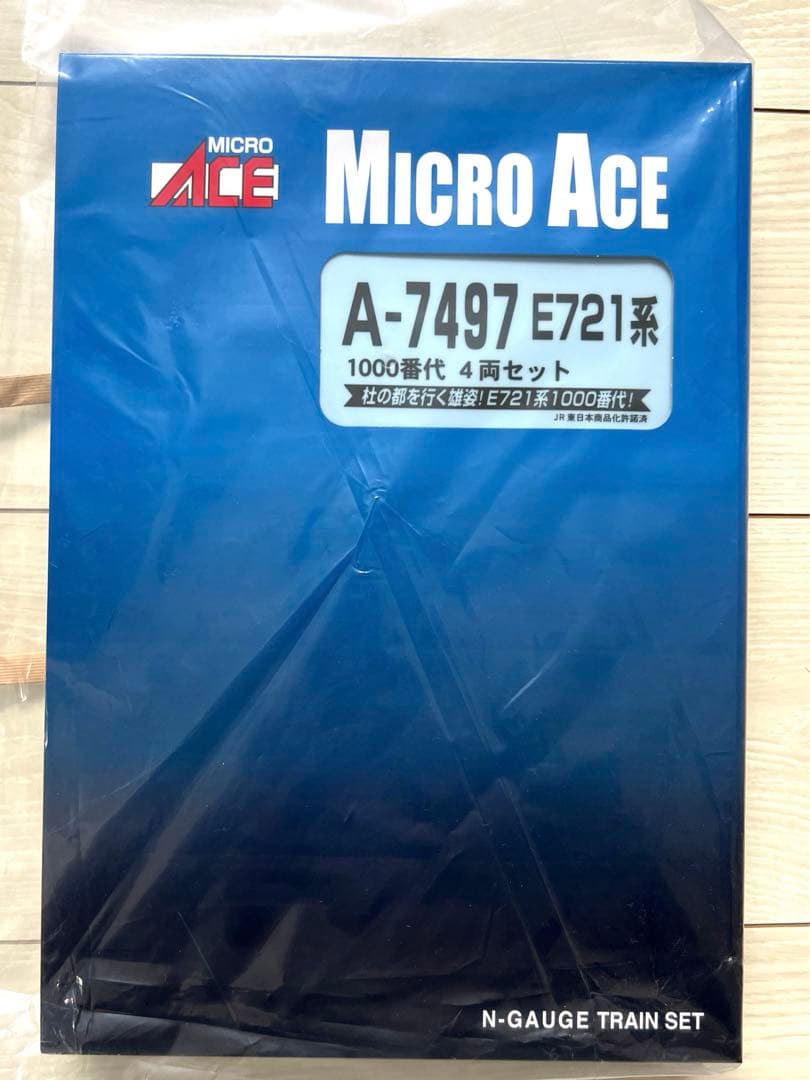 MICRO
ACE
MICRO ACE
A-7497 E721系
1000番代 4両セット
杜の都を行く雄姿!E721系1000番代!
JR東日本商品化許諾済
N-GAUGE TRAIN SET